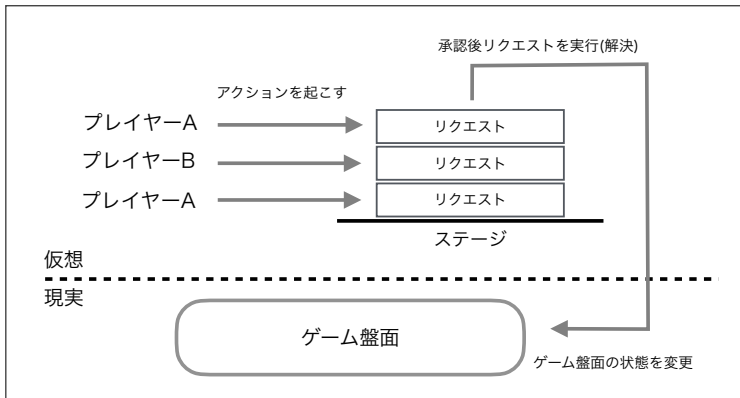 承認後リクエストを実行(解決)
アクションを起こす
プレイヤーA
リクエスト
プレイヤーB
リクエスト
プレイヤーA
リクエスト
ステージ
仮想
現実
ゲーム盤面
ゲーム盤面の状態を変更